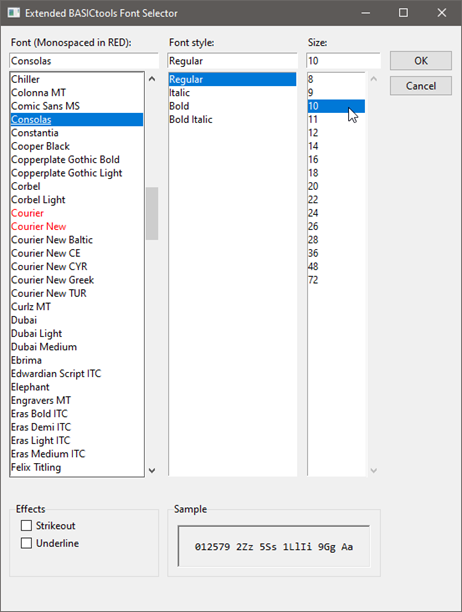 Extended BASICtools Font Selector
Font (Monospaced in RED):
Consolas
Chiller
Colonna MT
Comic Sans MS
Consolas
Constantia
Cooper Black
Copperplate Gothic Bold
Copperplate Gothic Light
Corbel
Corbel Light
Courier
Courier New
Courier New Baltic
Courier New CE
Courier New CYR
Courier New Greek
Courier New TUR
Curlz MT
Dubai
Dubai Light
Dubai Medium
Ebrima
Edwardian Script ITC
Elephant
Engravers MT
Eras Bold ITC
Eras Demi ITC
Eras Light ITC
Eras Medium ITC
Felix Titling
Font style:
Regular
Regular
Italic
Bold
Bold Italic
Size:
10
8
9
10
11
12
14
16
18
20
22
24
26
28
36
48
72
OK
Cancel
Effects
Strikeout
Underline
Sample
012579 2Zz 5Ss 1LlIi 9Gg Aa